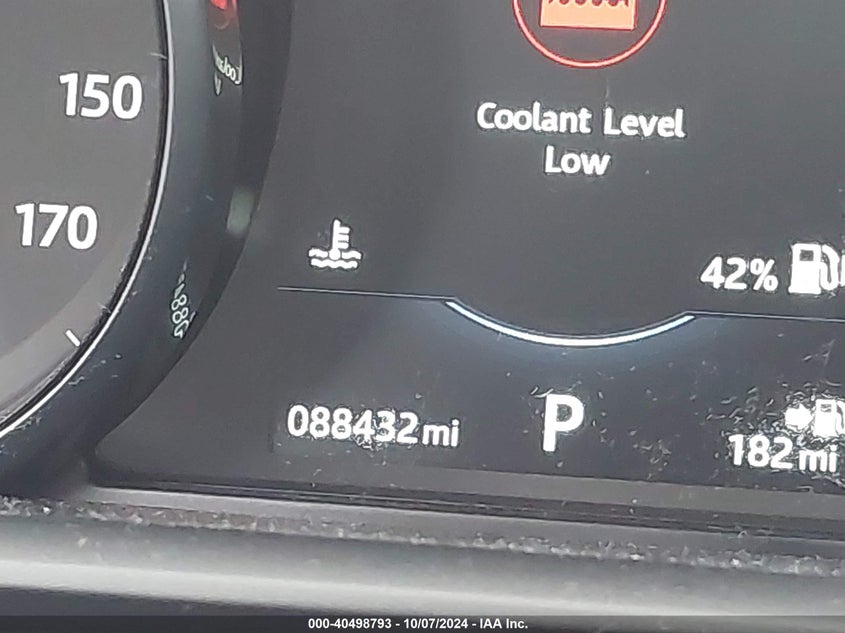 150
170
Coolant Level
Low
42%
088432mi
P
182mi
000-40498793 - 10/07/2024 - IAA Inc.